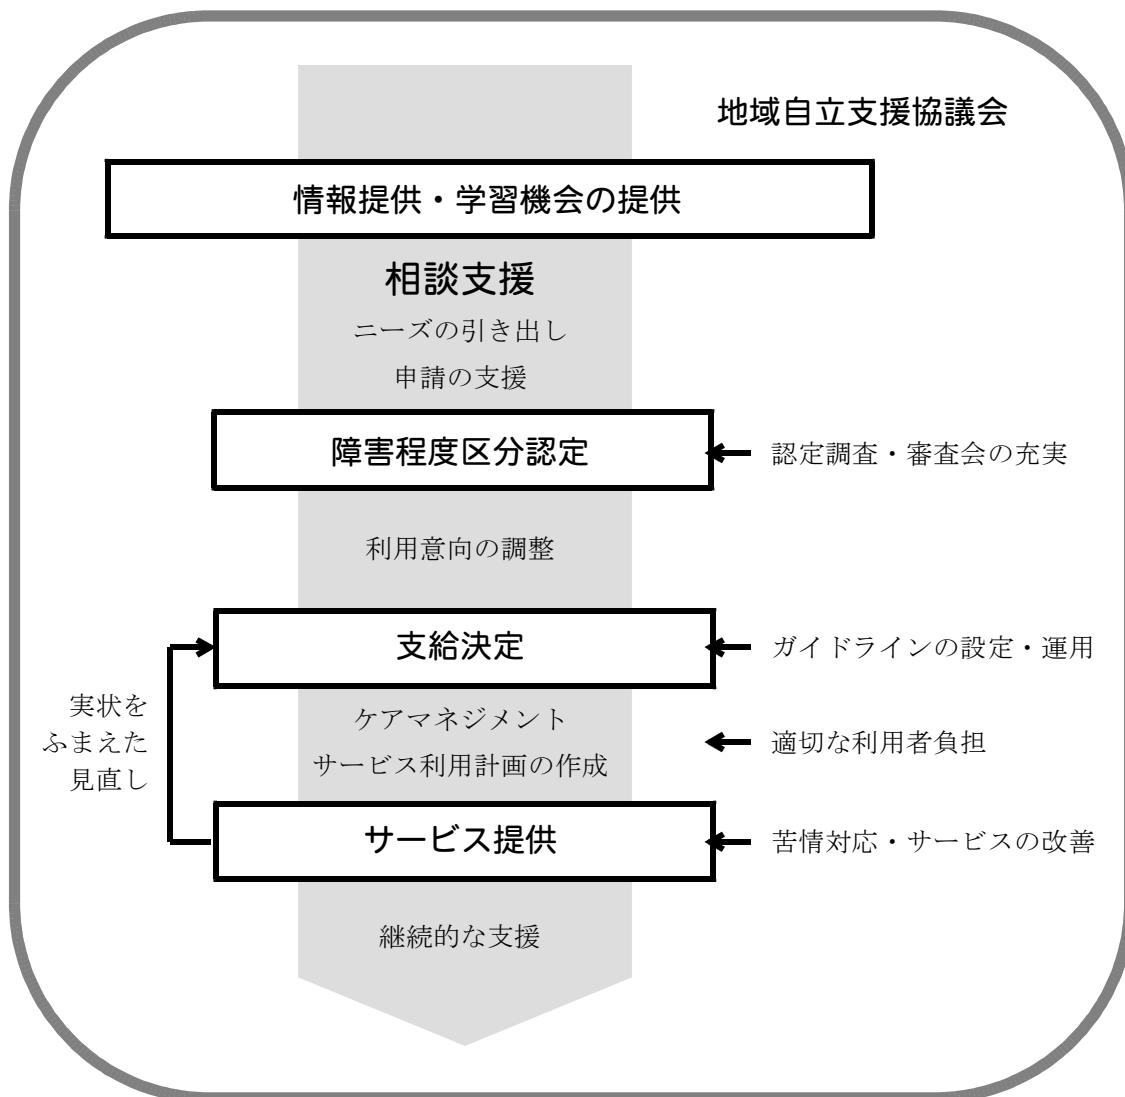 地域自立支援協議会
情報提供・学習機会の提供
相談支援
ニーズの引き出し
申請の支援
障害程度区分認定
認定調査・審査会の充実
利用意向の調整
支給決定
ガイドラインの設定・運用
実状を
ふまえた
見直し
ケアマネジメント
サービス利用計画の作成
適切な利用者負担
サービス提供
苦情対応・サービスの改善
継続的な支援